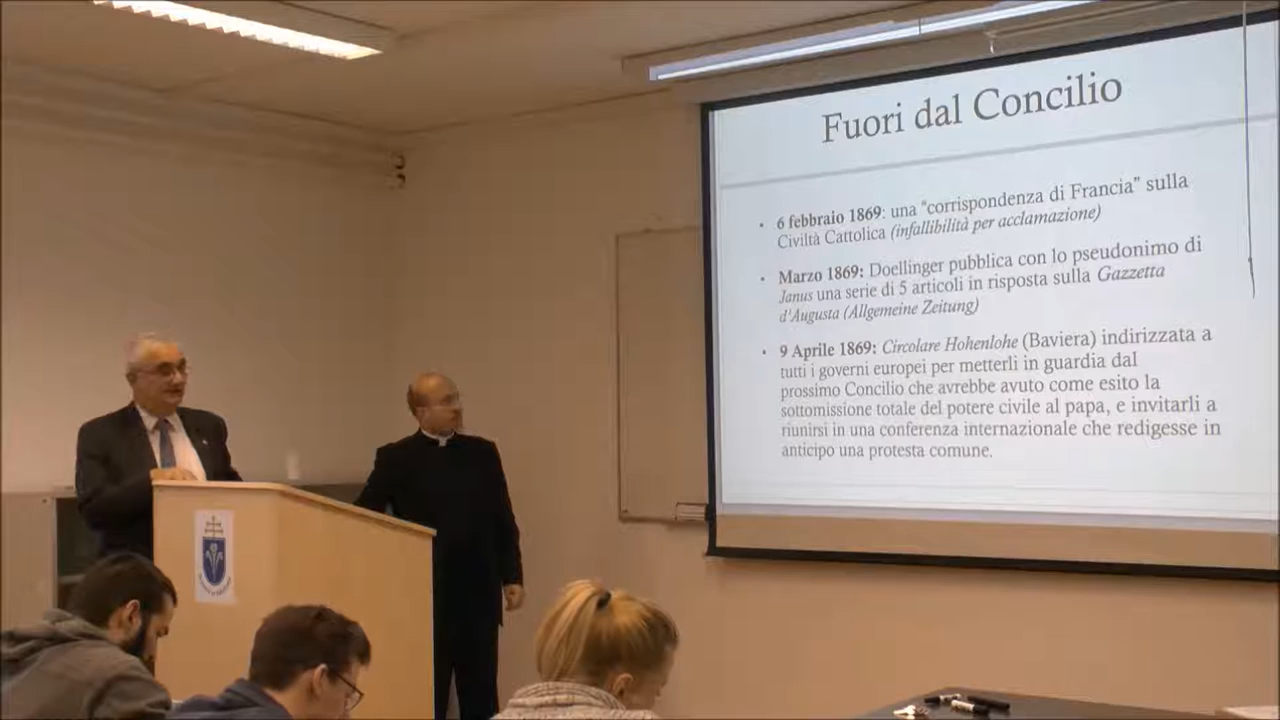 Fuori dal Concilio
• 6 febbraio 1869: una “corrispondenza di Francia” sulla
Civiltà Cattolica (infallibilità per acclamazione)
• Marzo 1869: Doellinger pubblica con lo pseudonimo di
Janus una serie di 5 articoli in risposta sulla Gazzetta
d'Augusta (Allgemeine Zeitung)
• 9 Aprile 1869: Circolare Hohenlohe (Baviera) indirizzata a
tutti i governi europei per metterli in guardia dal
prossimo Concilio che avrebbe avuto come esito la
sottomissione totale del potere civile al papa, e invitarli a
riunirsi in una conferenza internazionale che redigesse in
anticipo una protesta comune.